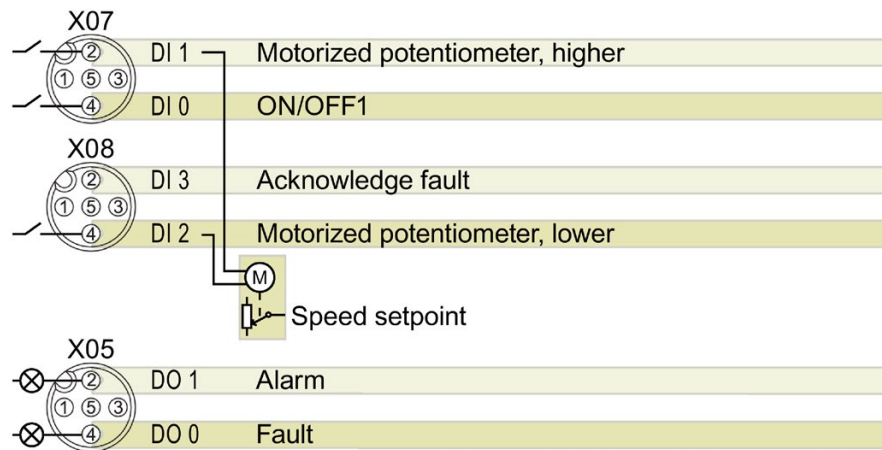 X07
② DI 1 Motorized potentiometer, higher
① ⑤ ③
④ DI 0 ON/OFF1
X08
② DI 3 Acknowledge fault
① ⑤ ③
④ DI 2 Motorized potentiometer, lower
M
Speed setpoint
X05
② DO 1 Alarm
① ⑤ ③
④ DO 0 Fault